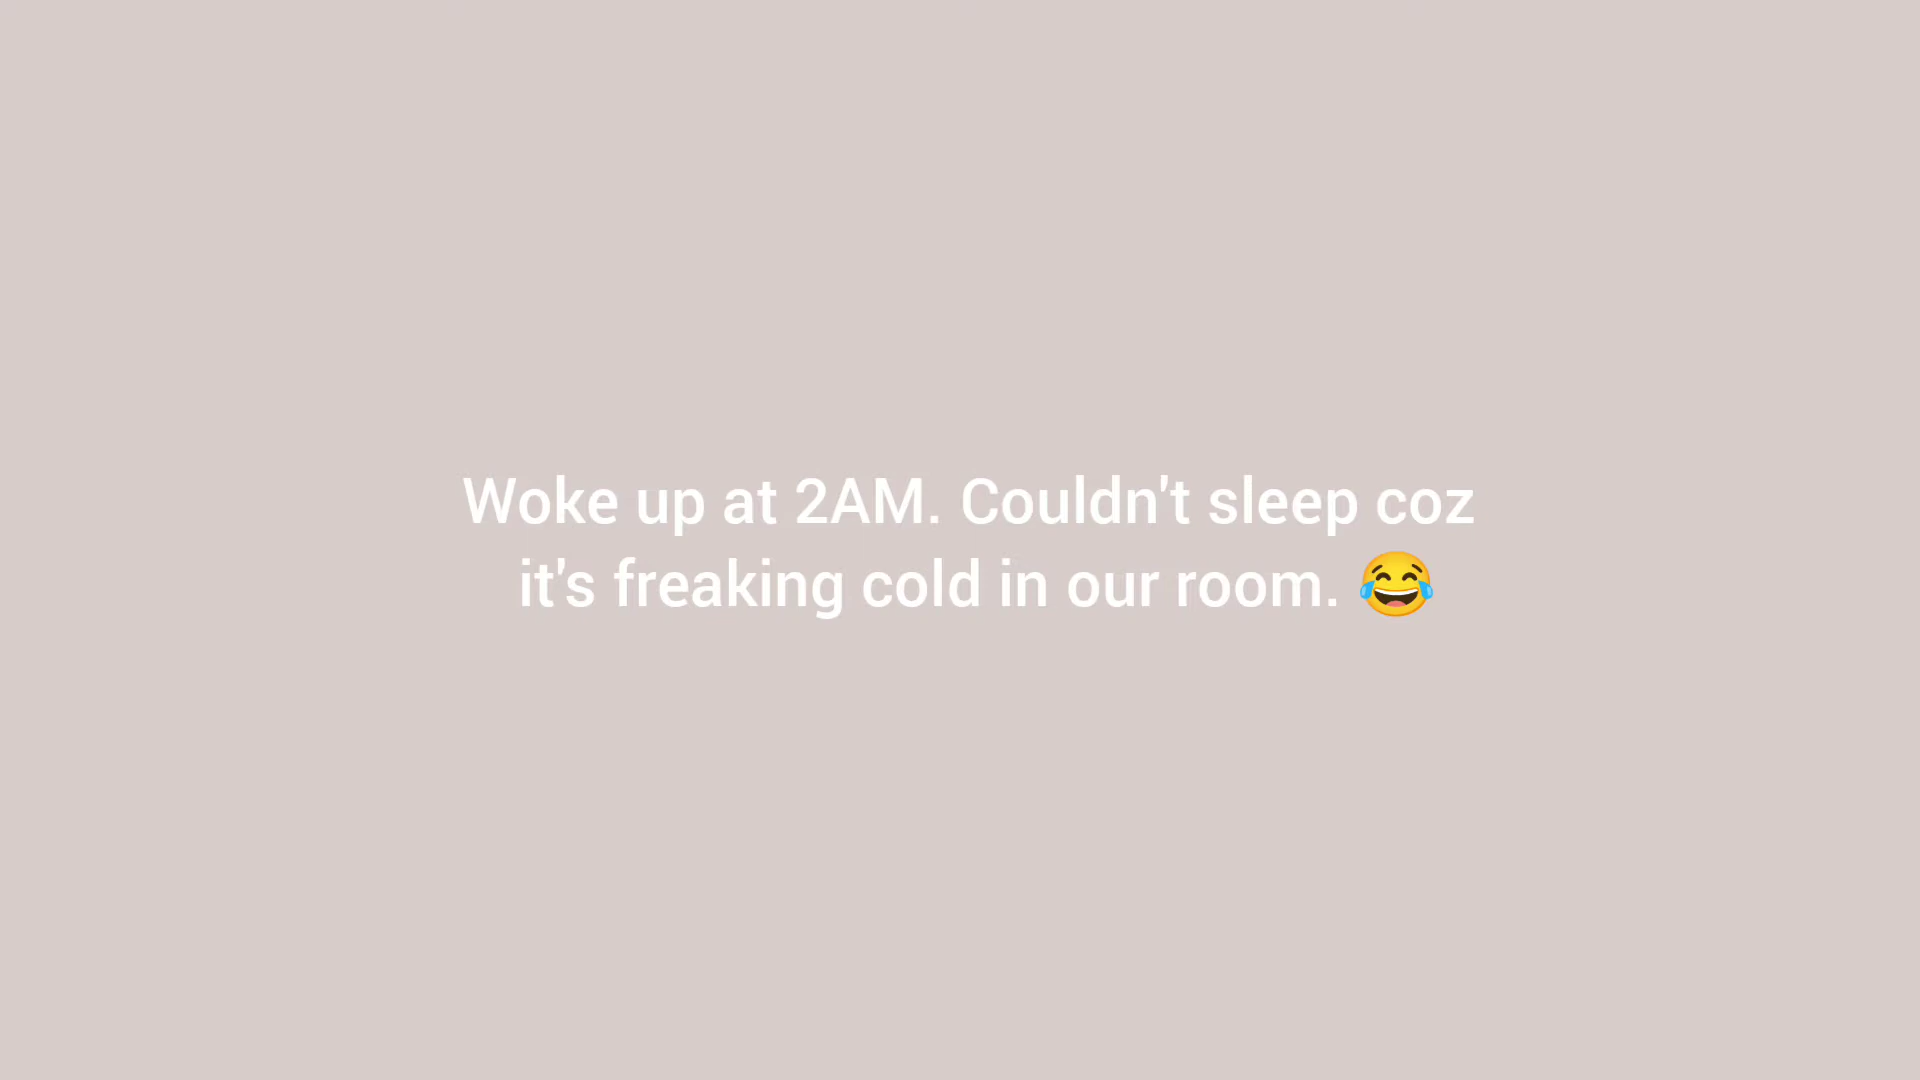 Woke up at 2AM. Couldn't sleep coz
it's freaking cold in our room. 😂